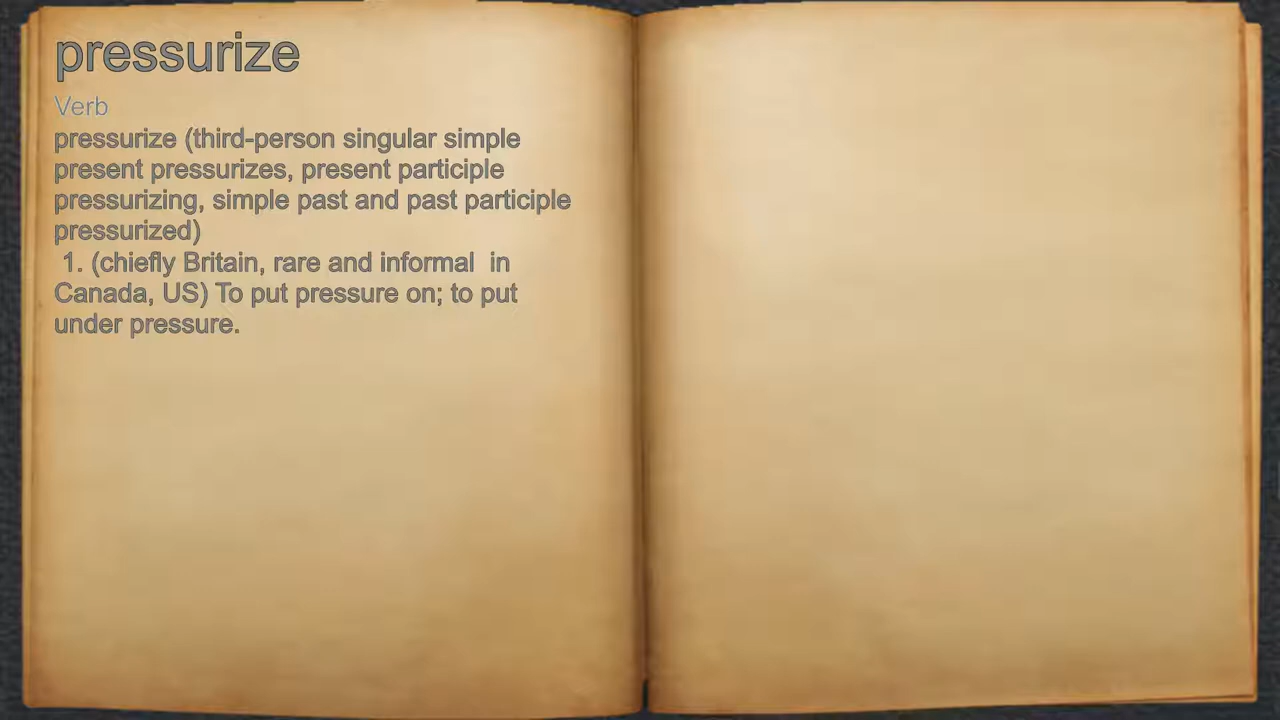 pressurize
Verb
pressurize (third-person singular simple
present pressurizes, present participle
pressurizing, simple past and past participle
pressurized)
1. (chiefly Britain, rare and informal  in
Canada, US) To put pressure on; to put
under pressure.